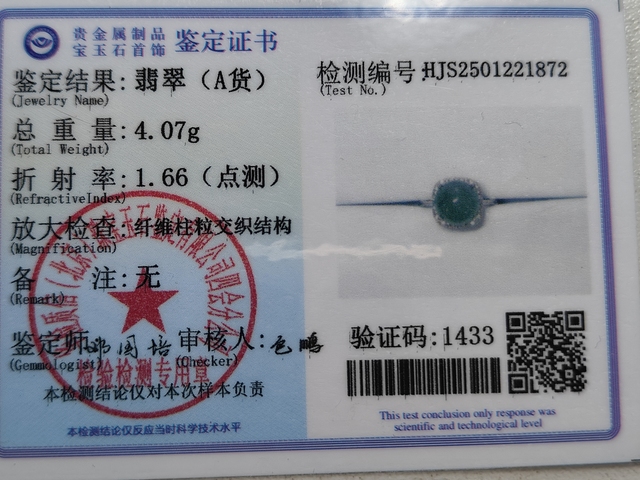 贵金属制品
宝玉石首饰 鉴定证书
鉴定结果: 翡翠（A货）
(Jewelry Name)
检测编号:HJS2501221872
(Test No.)
总重量: 4.07g
(Total Weight)
折射率: 1.66（点测）
(RefractiveIndex)
放大检查: 纤维柱粒交织结构
(Magnification)
备注: 无
(Remark)
鉴定师:
(Gemmologist)
审核人:
(Checker)
检验检测专用章
本检测结论仅对本次样本负责
本检测结论仅反应当时科学技术水平
验证码: 1433
This test conclusion only response was
scientific and technological level